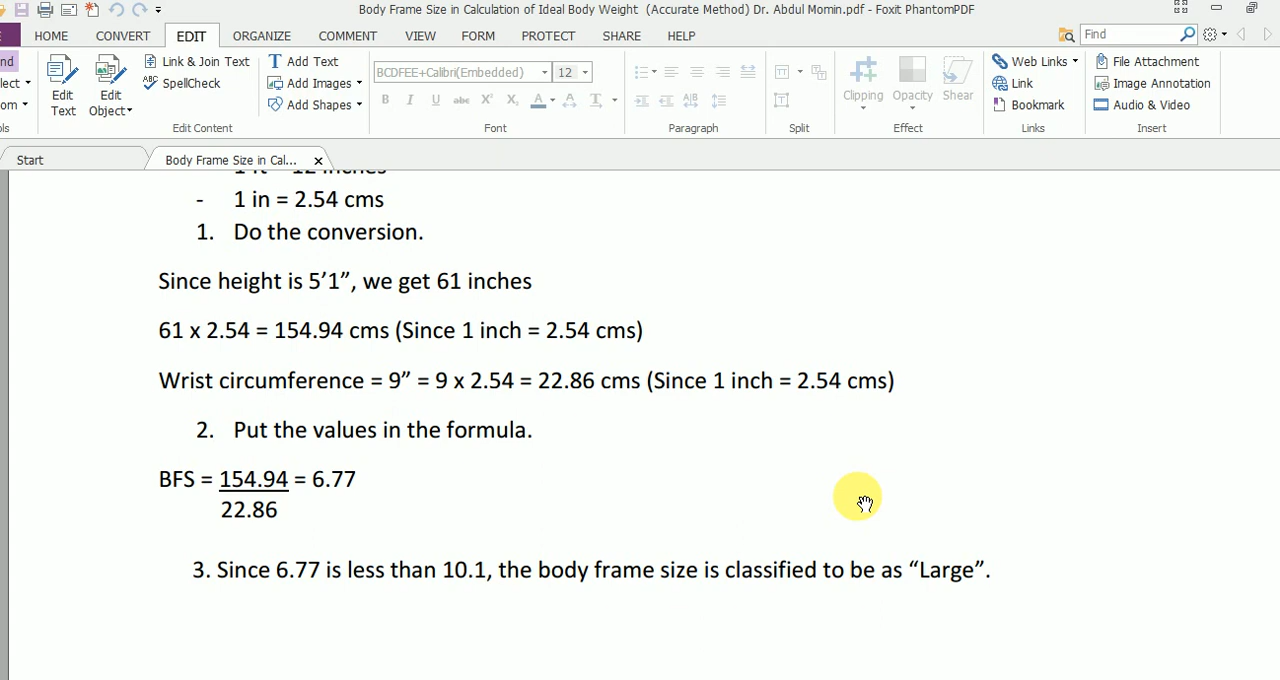 Body Frame Size in Calculation of Ideal Body Weight (Accurate Method) Dr. Abdul Momin.pdf - Foxit PhantomPDF
HOME CONVERT EDIT ORGANIZE COMMENT VIEW FORM PROTECT SHARE HELP Find
Link & Join Text Add Text BCDFEE+Calibri(Embedded) 12 Web Links File Attachment
SpellCheck Add Images Link Image Annotation
Edit Text Edit Object Add Shapes Clipping Opacity Shear Bookmark Audio & Video
Edit Content Font Paragraph Split Effect Links Insert
Start Body Frame Size in Cal...
1 ft = 12 inches
- 1 in = 2.54 cms
1. Do the conversion.
Since height is 5’1”, we get 61 inches
61 x 2.54 = 154.94 cms (Since 1 inch = 2.54 cms)
Wrist circumference = 9” = 9 x 2.54 = 22.86 cms (Since 1 inch = 2.54 cms)
2. Put the values in the formula.
BFS = 154.94 = 6.77
22.86
3. Since 6.77 is less than 10.1, the body frame size is classified to be as “Large”.